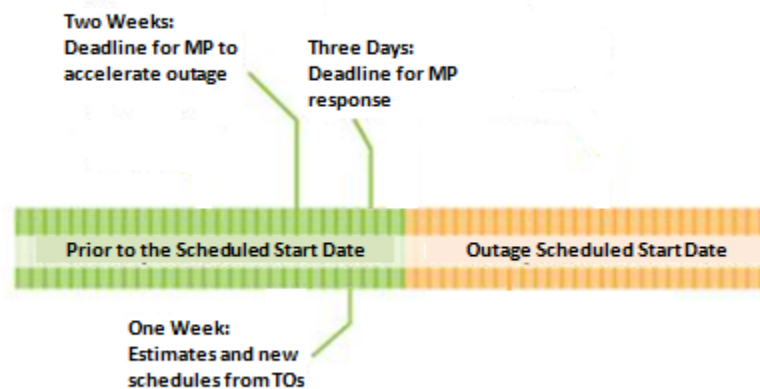 Two Weeks:
Deadline for MP to
accelerate outage
Three Days:
Deadline for MP
response
Prior to the Scheduled Start Date
Outage Scheduled Start Date
One Week:
Estimates and new
schedules from TOs